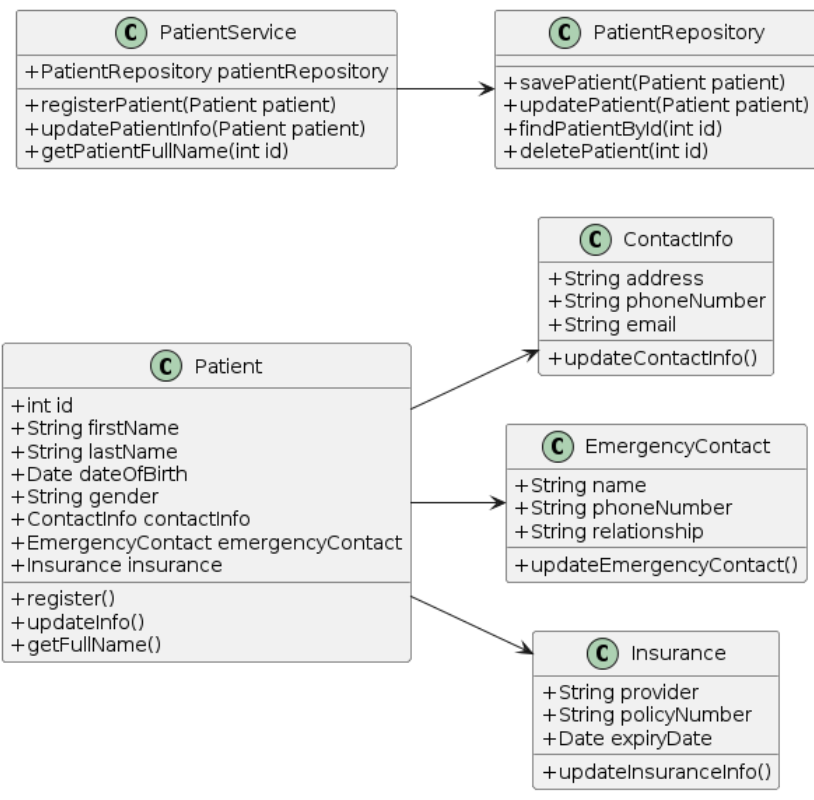 C PatientService
+PatientRepository patientRepository
+registerPatient(Patient patient)
+updatePatientInfo(Patient patient)
+getPatientFullName(int id)
C PatientRepository
+savePatient(Patient patient)
+updatePatient(Patient patient)
+findPatientById(int id)
+deletePatient(int id)
C ContactInfo
+String address
+String phoneNumber
+String email
+updateContactInfo()
C Patient
+int id
+String firstName
+String lastName
+Date dateOfBirth
+String gender
+ContactInfo contactInfo
+EmergencyContact emergencyContact
+Insurance insurance
+register()
+updateInfo()
+getFullName()
C EmergencyContact
+String name
+String phoneNumber
+String relationship
+updateEmergencyContact()
C Insurance
+String provider
+String policyNumber
+Date expiryDate
+updateInsuranceInfo()